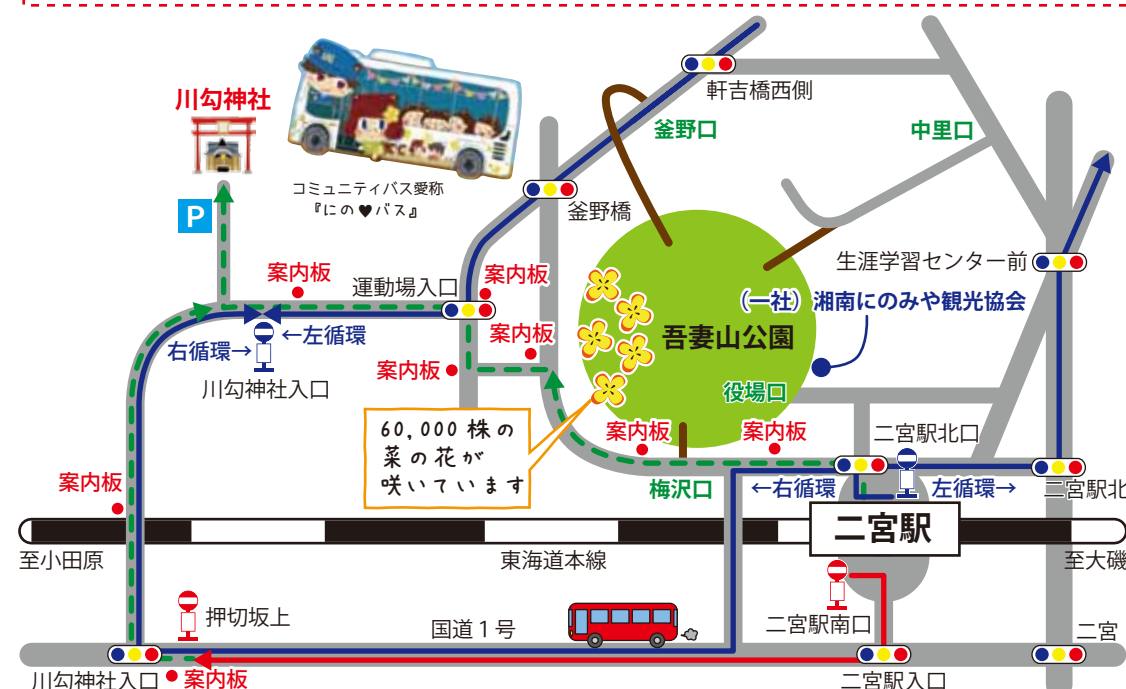 川勾神社
P
コミュニティバス愛称
『にの♥バス』
軒吉橋西側
釜野口
中里口
釜野橋
生涯学習センター前
案内板
運動場入口
案内板
（一社）湘南にのみや観光協会
←左循環
右循環→
川勾神社入口
案内板
案内板
吾妻山公園
役場口
60,000 株の
菜の花が
咲いています
案内板
案内板
二宮駅北口
案内板
梅沢口
←右循環
左循環→
二宮駅北
二宮駅
至小田原
東海道本線
至大磯
押切坂上
国道１号
二宮駅南口
二宮
川勾神社入口
案内板
二宮駅入口